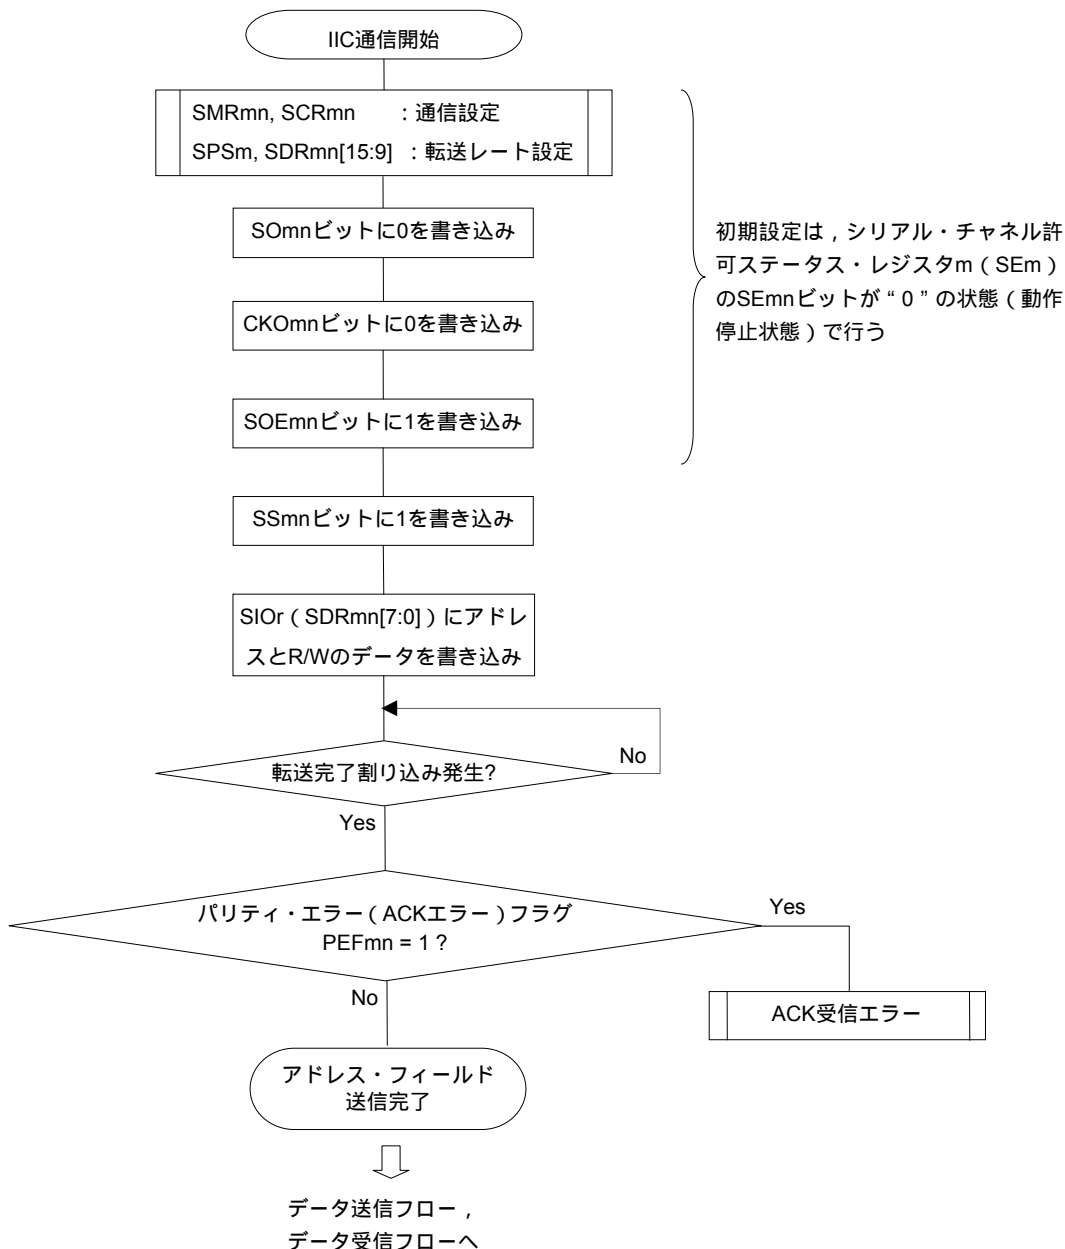 IIC通信開始
SMRmn, SCRmn ：通信設定
SPSm, SDRmn[15:9] ：転送レート設定
SOmnビットに0を書き込み
CKOmnビットに0を書き込み
SOEmnビットに1を書き込み
初期設定は，シリアル・チャネル許
可ステータス・レジスタm（SEm）
のSEmnビットが“0”の状態（動作
停止状態）で行う
SSmnビットに1を書き込み
SIOr（SDRmn[7:0]）にアドレ
スとR/Wのデータを書き込み
転送完了割り込み発生?
No
Yes
パリティ・エラー（ACKエラー）フラグ
PEFmn = 1 ?
Yes
No
ACK受信エラー
アドレス・フィールド
送信完了
データ送信フロー，
データ受信フローへ